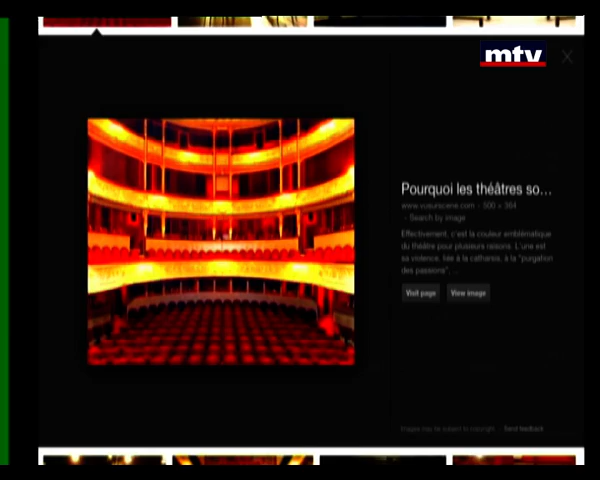 mtv
X
Pourquoi les théâtres so...
www.vusurscene.com - 500 × 364
- Search by image
Effectivement, c'est la couleur emblématique
du théâtre pour plusieurs raisons. L'une est
sa violence, liée à la catharsis, à la "purgation
des passions", ...
Visit page View image
Images may be subject to copyright. - Send feedback